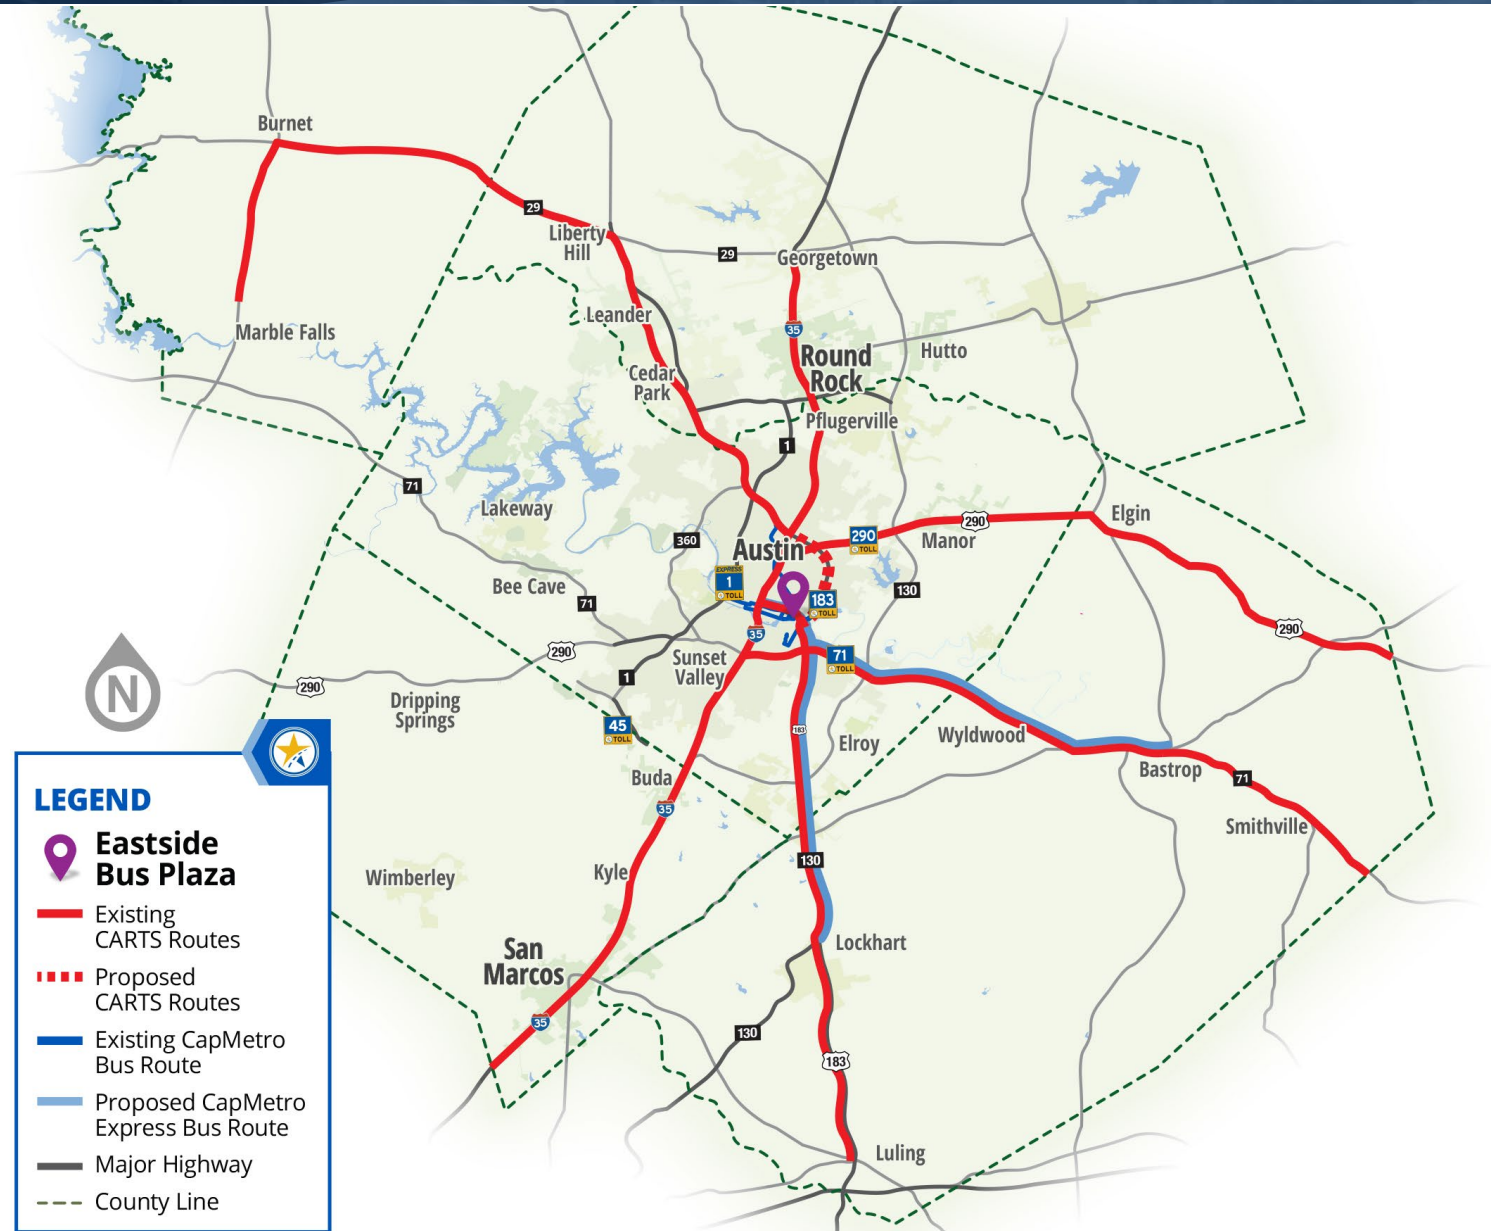 Burnet
29
Liberty
Hill
29
Georgetown
Leander
35
Marble Falls
Round
Rock
Hutto
Cedar
Park
Pflugerville
1
71
Lakeway
Elgin
290
290
TOLL
Manor
360
Austin
EXPRESS
1
TOLL
Bee Cave
71
183
TOLL
130
290
35
290
71
TOLL
Sunset
Valley
1
290
N
Dripping
Springs
45
TOLL
183
Elroy
Wyldwood
Bastrop
71
Buda
35
Smithville
130
Kyle
Wimberley
Lockhart
San
Marcos
35
130
183
Luling
LEGEND
Eastside
Bus Plaza
Existing
CARTS Routes
Proposed
CARTS Routes
Existing CapMetro
Bus Route
Proposed CapMetro
Express Bus Route
Major Highway
County Line